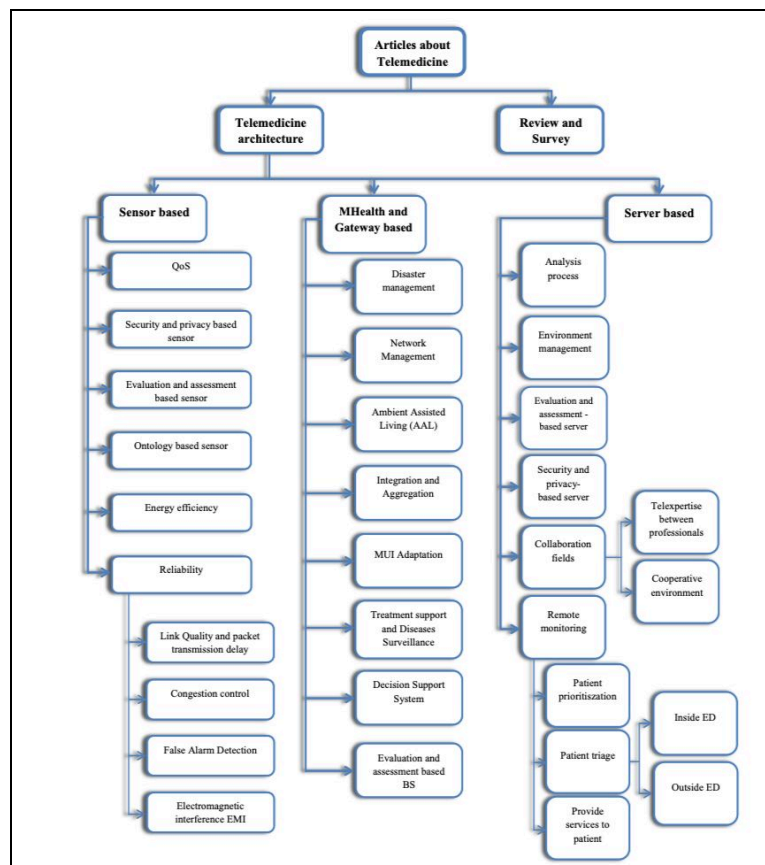 Articles about
Telemedicine
Telemedicine
architecture
Review and
Survey
Sensor based
QoS
Security and privacy based
sensor
Evaluation and assessment
based sensor
Ontology based sensor
Energy efficiency
Reliability
Link Quality and packet
transmission delay
Congestion control
False Alarm Detection
Electromagnetic
interference EMI
MHealth and
Gateway based
Disaster
management
Network
Management
Ambient Assisted
Living (AAL)
Integration and
Aggregation
MUI Adaptation
Treatment support
and Diseases
Surveillance
Decision Support
System
Evaluation and
assessment based
BS
Server based
Analysis
process
Environment
management
Evaluation and
assessment -
based server
Security and
privacy-
based server
Collaboration
fields
Telexpertise
between
professionals
Cooperative
environment
Remote
monitoring
Patient
prioritiszation
Patient triage
Inside ED
Outside ED
Provide
services to
patient